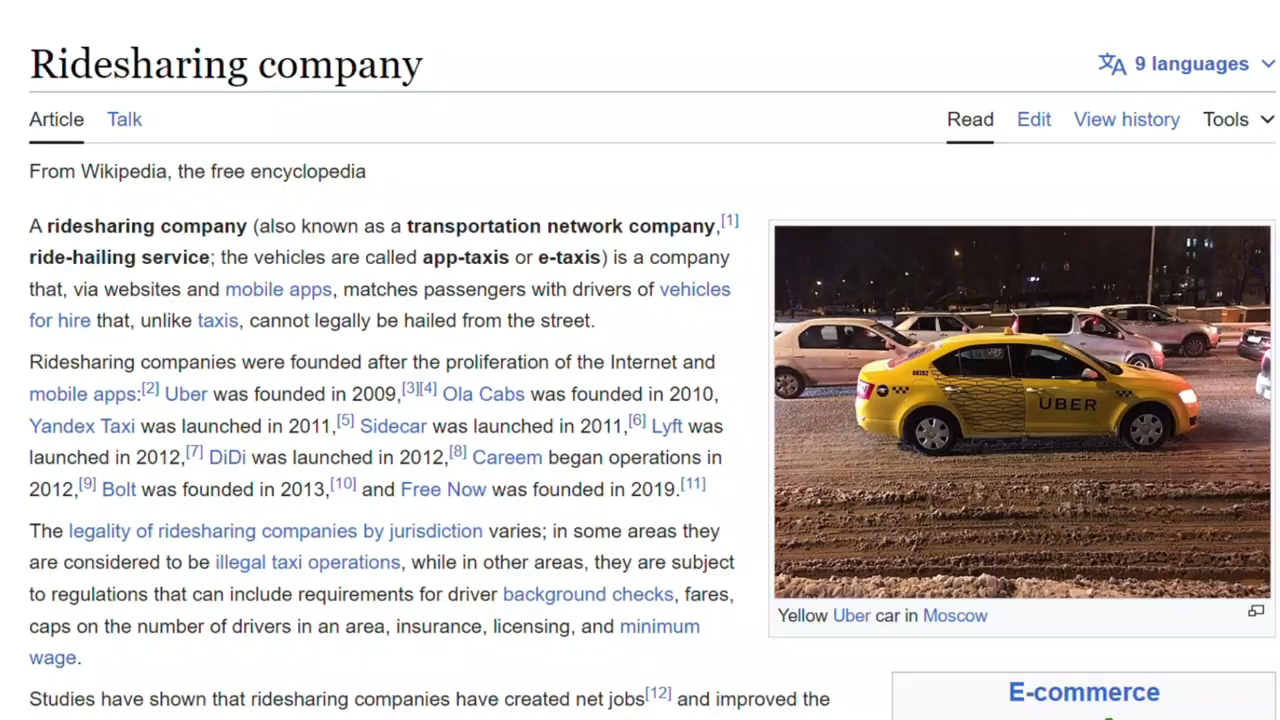 Ridesharing company
9 languages
Article Talk
Read Edit View history Tools
From Wikipedia, the free encyclopedia
A ridesharing company (also known as a transportation network company,[1]
ride-hailing service; the vehicles are called app-taxis or e-taxis) is a company
that, via websites and mobile apps, matches passengers with drivers of vehicles
for hire that, unlike taxis, cannot legally be hailed from the street.
Ridesharing companies were founded after the proliferation of the Internet and
mobile apps:[2] Uber was founded in 2009,[3][4] Ola Cabs was founded in 2010,
Yandex Taxi was launched in 2011,[5] Sidecar was launched in 2011,[6] Lyft was
launched in 2012,[7] DiDi was launched in 2012,[8] Careem began operations in
2012,[9] Bolt was founded in 2013,[10] and Free Now was founded in 2019.[11]
The legality of ridesharing companies by jurisdiction varies; in some areas they
are considered to be illegal taxi operations, while in other areas, they are subject
to regulations that can include requirements for driver background checks, fares,
caps on the number of drivers in an area, insurance, licensing, and minimum
wage.
Studies have shown that ridesharing companies have created net jobs[12] and improved the
UBER
Yellow Uber car in Moscow
E-commerce